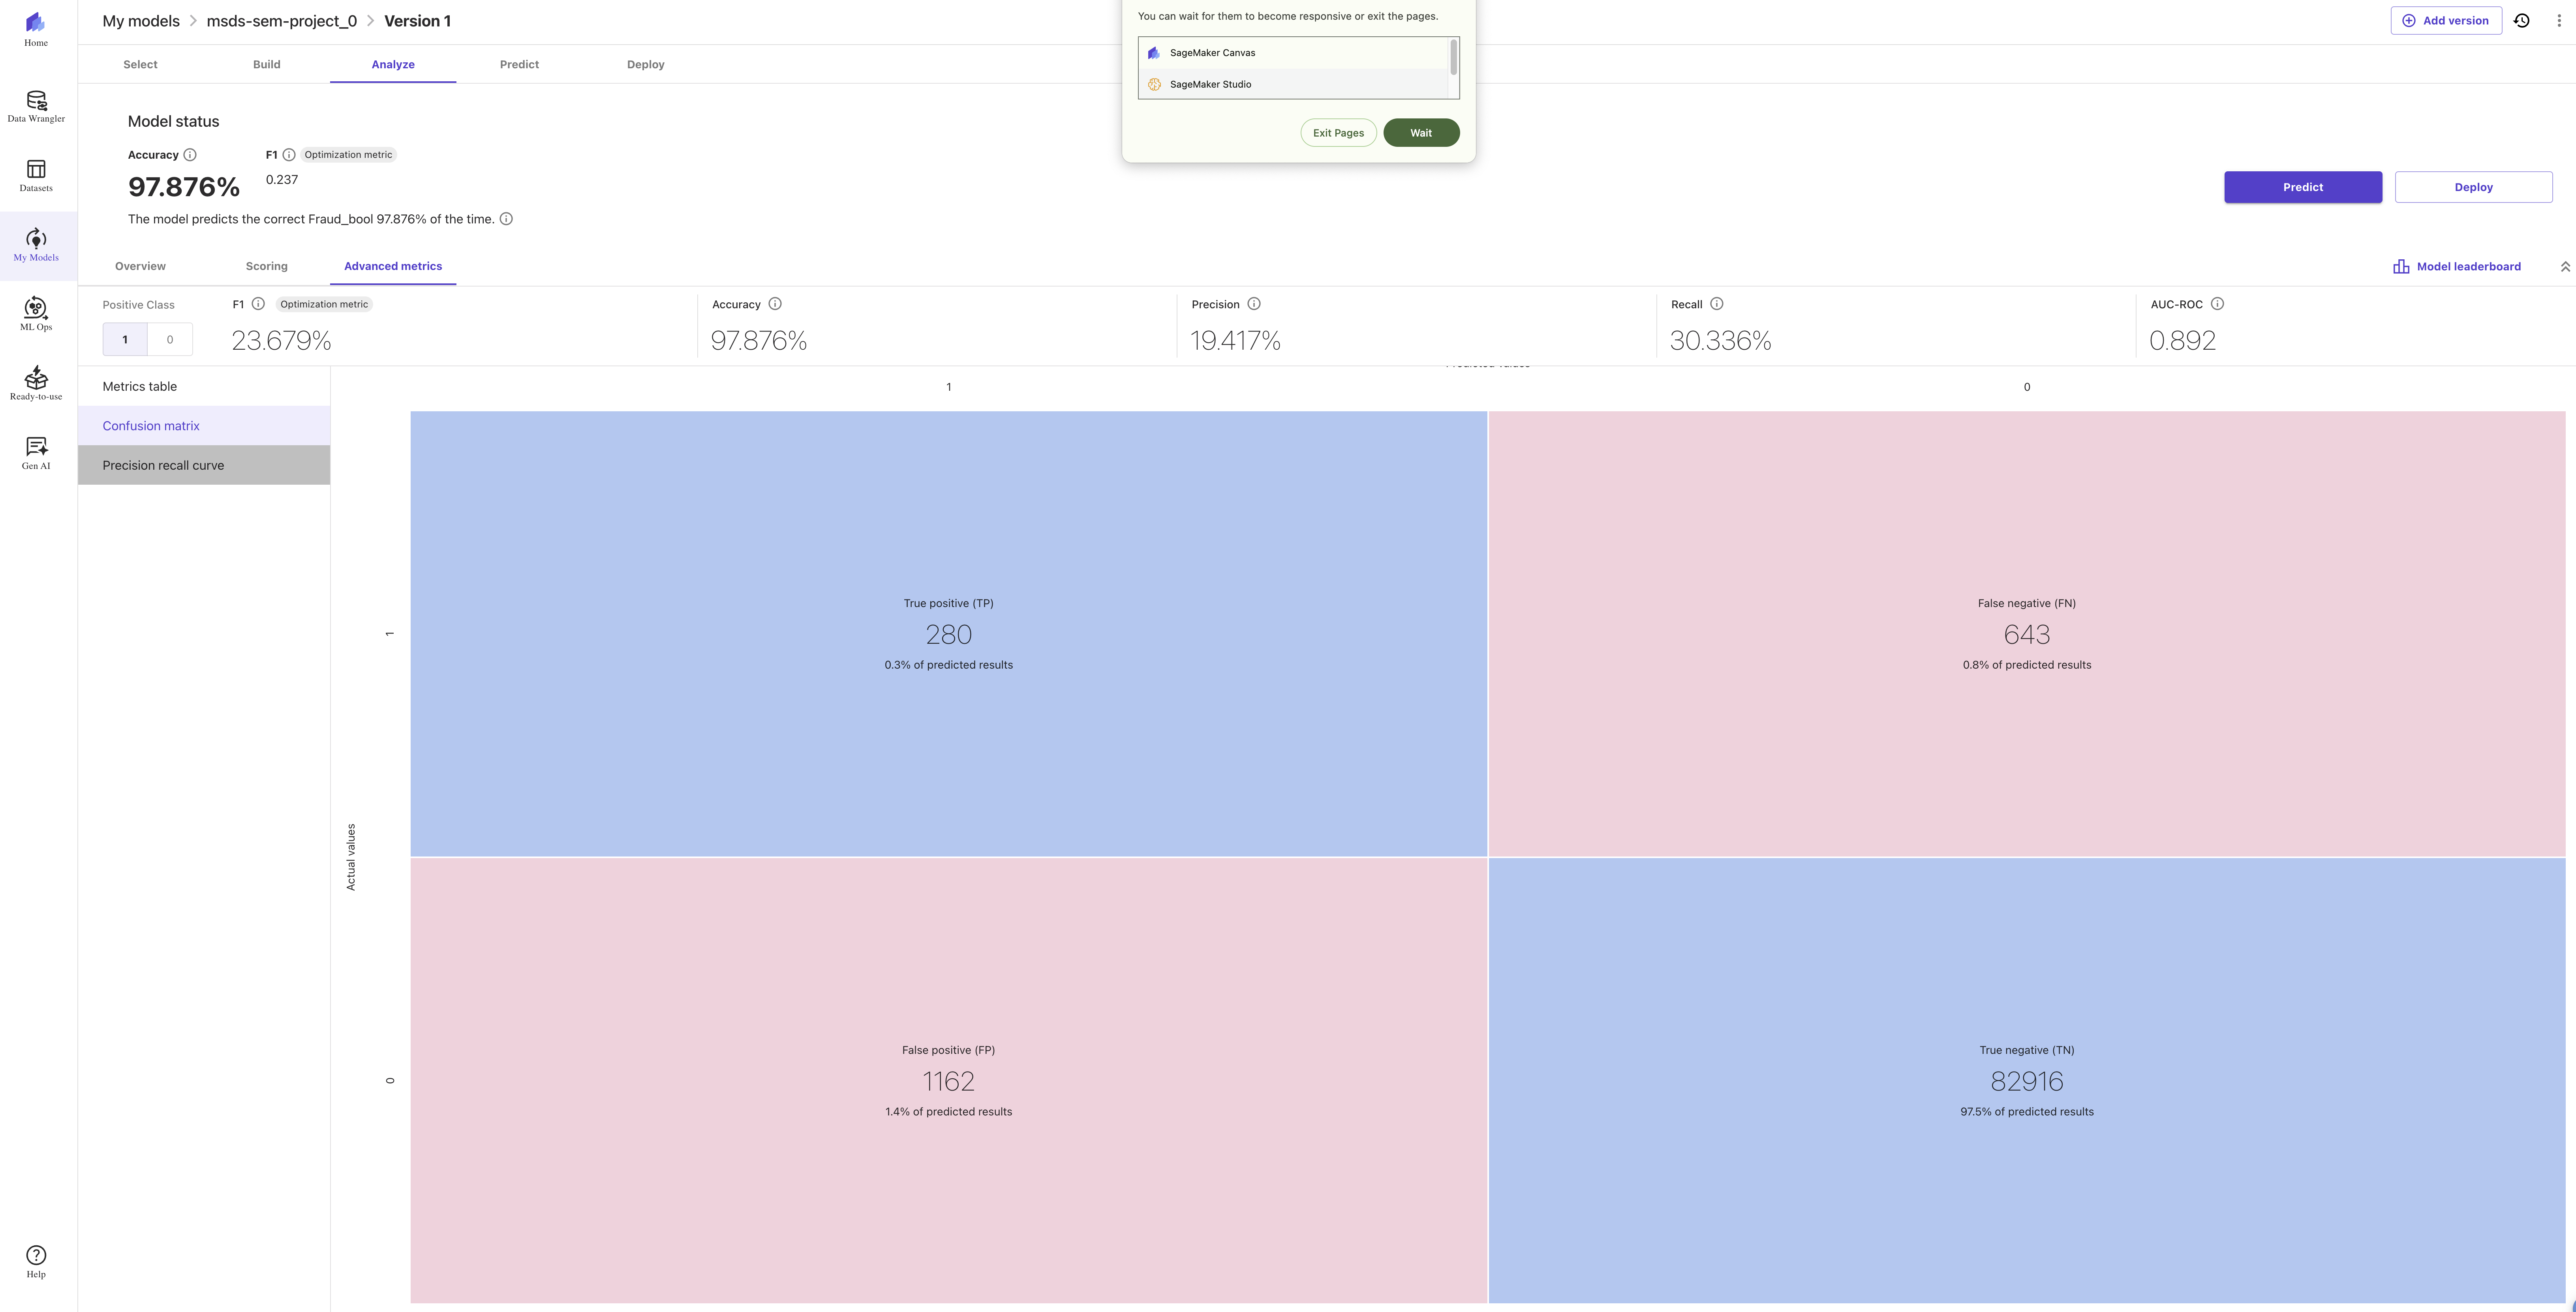 My models > msds-sem-project_0 > Version 1
You can wait for them to become responsive or exit the pages.
SageMaker Canvas
SageMaker Studio
Exit Pages
Wait
Add version
Home
Data Wrangler
Datasets
My Models
ML Ops
Ready-to-use
Gen AI
Help
Select
Build
Analyze
Predict
Deploy
Model status
Accuracy
F1
Optimization metric
97.876%
0.237
The model predicts the correct Fraud_bool 97.876% of the time.
Predict
Deploy
Overview
Scoring
Advanced metrics
Model leaderboard
Positive Class
1
0
F1
Optimization metric
23.679%
Accuracy
97.876%
Precision
19.417%
Recall
30.336%
AUC-ROC
0.892
Metrics table
Confusion matrix
Precision recall curve
1
0
Actual values
1
True positive (TP)
280
0.3% of predicted results
False negative (FN)
643
0.8% of predicted results
0
False positive (FP)
1162
1.4% of predicted results
True negative (TN)
82916
97.5% of predicted results